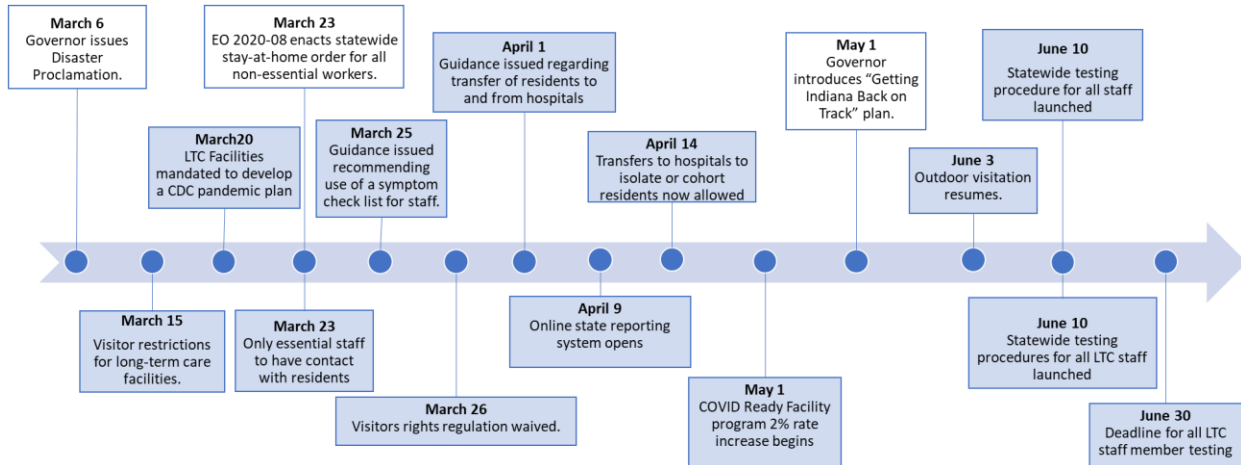 March 6
Governor issues
Disaster
Proclamation.
March 23
EO 2020-08 enacts statewide
stay-at-home order for all
non-essential workers.
April 1
Guidance issued regarding
transfer of residents to
and from hospitals
May 1
Governor
introduces “Getting
Indiana Back on
Track” plan.
June 10
Statewide testing
procedure for all staff
launched
March20
LTC Facilities
mandated to develop
a CDC pandemic plan
March 25
Guidance issued
recommending
use of a symptom
check list for staff.
April 14
Transfers to hospitals to
isolate or cohort
residents now allowed
June 3
Outdoor visitation
resumes.
March 15
Visitor restrictions
for long-term care
facilities.
March 23
Only essential staff
to have contact
with residents
March 26
Visitors rights regulation waived.
April 9
Online state reporting
system opens
May 1
COVID Ready Facility
program 2% rate
increase begins
June 10
Statewide testing
procedures for all LTC staff
launched
June 30
Deadline for all LTC
staff member testing